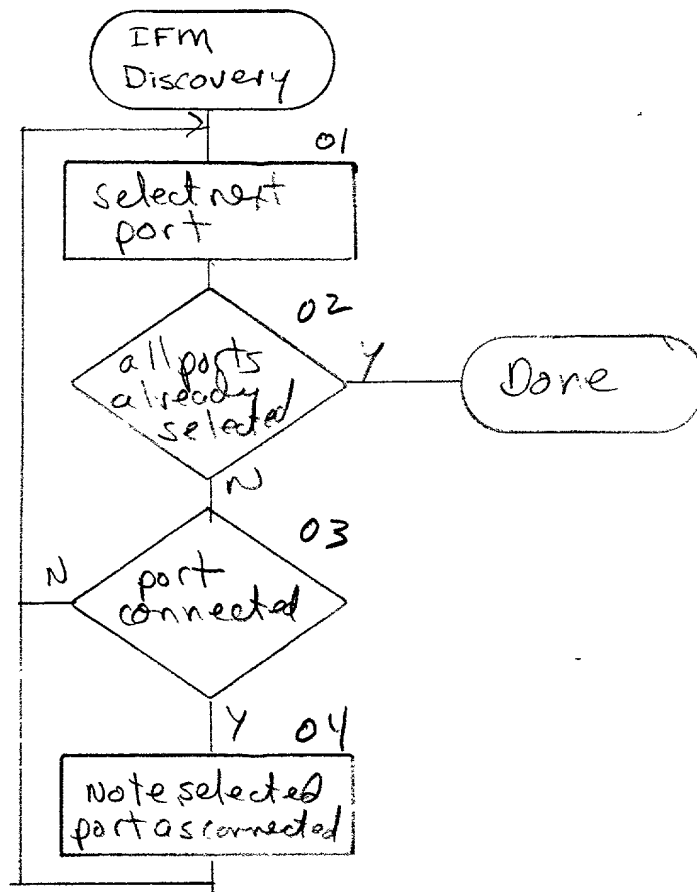 IFM
Discovery
01
select next
port
02
all ports
already
selected
Y
Done
N
03
port
connected
N
Y
04
Note selected
port as connected